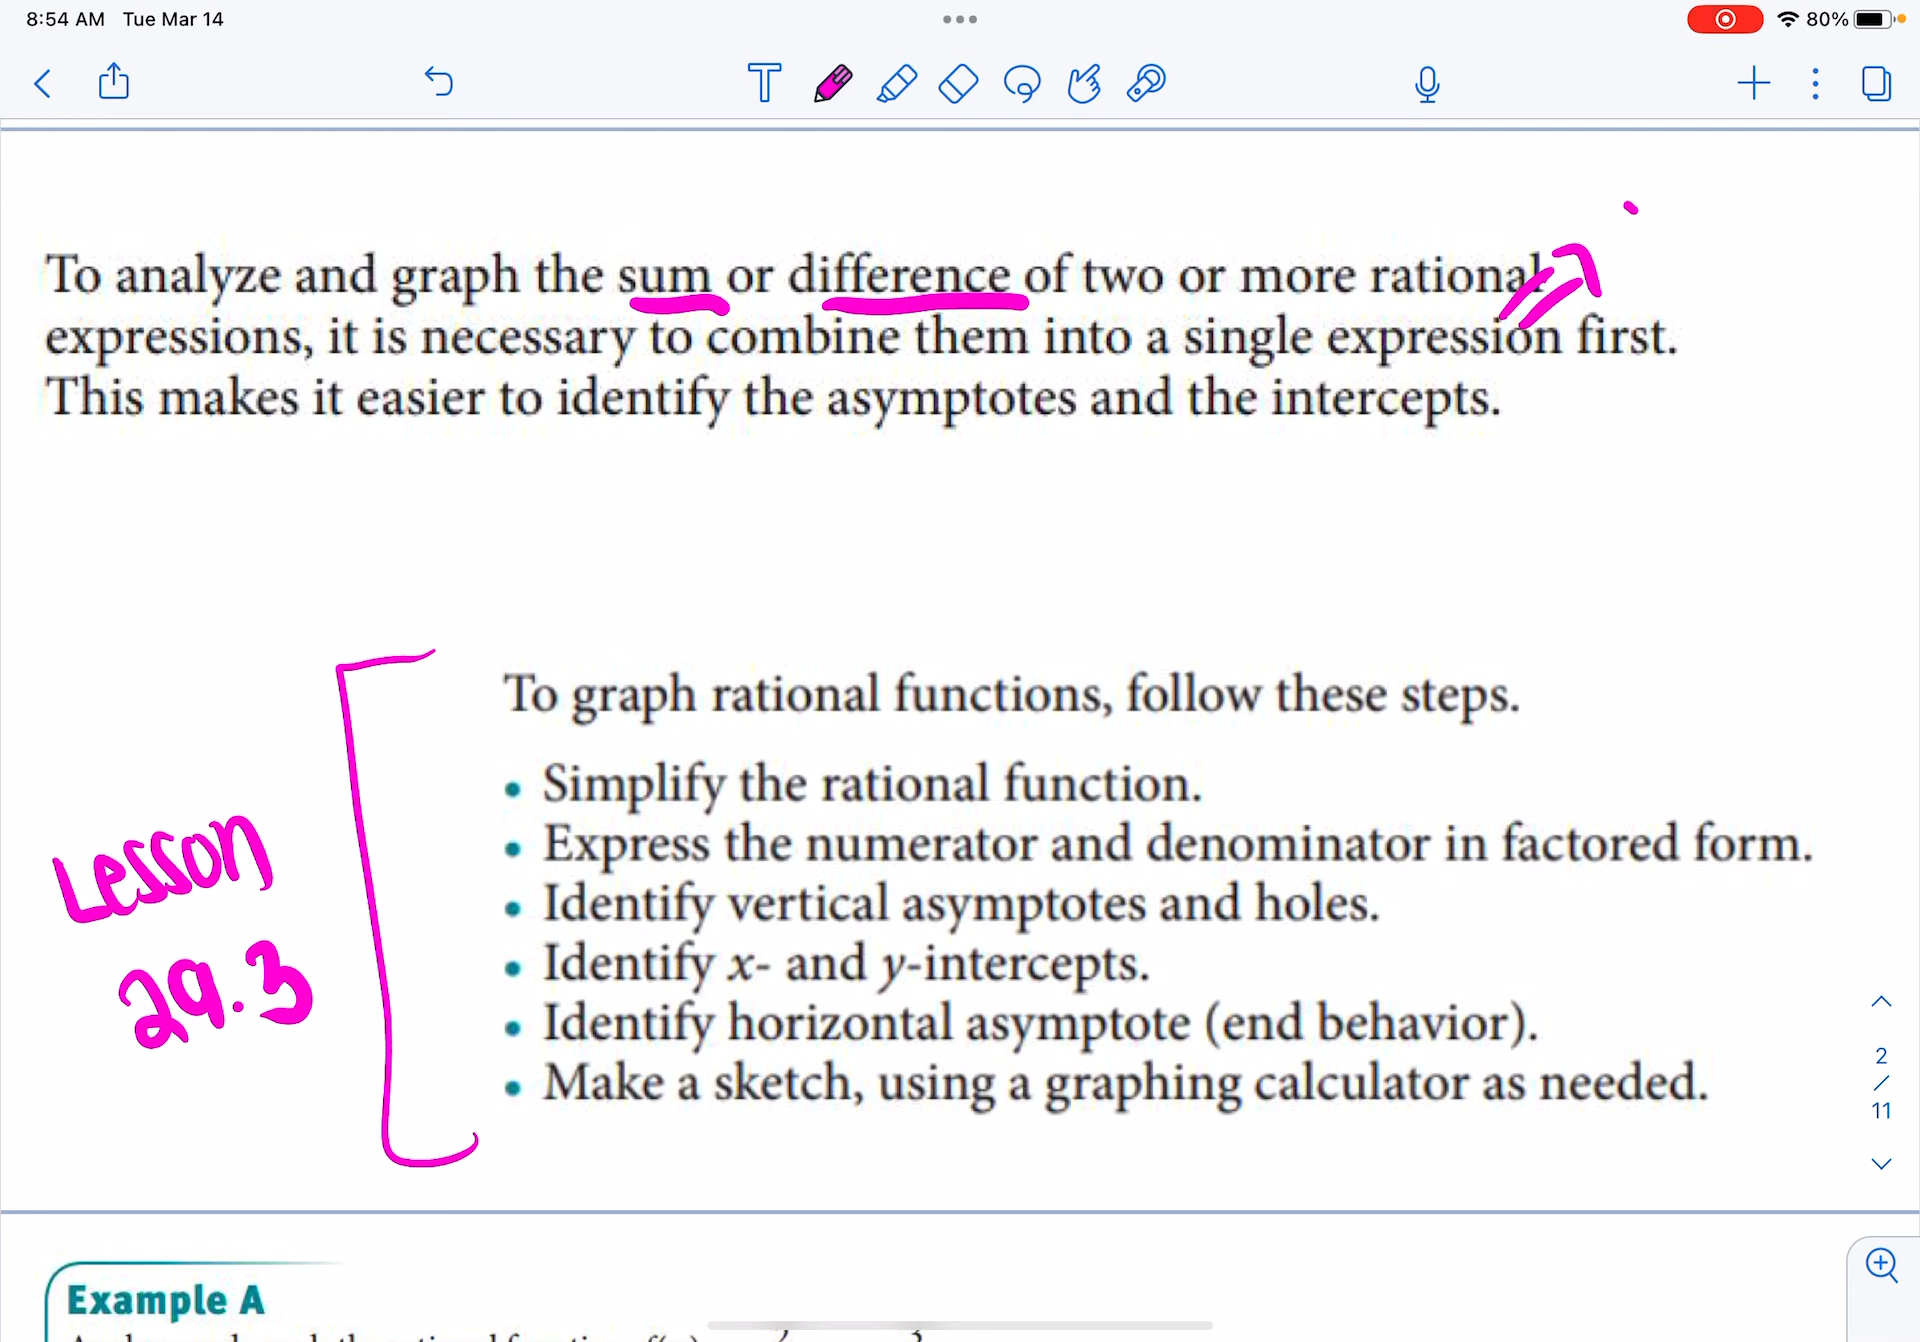 8:54 AM Tue Mar 14
80%
To analyze and graph the sum or difference of two or more rational
expressions, it is necessary to combine them into a single expression first.
This makes it easier to identify the asymptotes and the intercepts.
To graph rational functions, follow these steps.
• Simplify the rational function.
• Express the numerator and denominator in factored form.
• Identify vertical asymptotes and holes.
• Identify x- and y-intercepts.
• Identify horizontal asymptote (end behavior).
• Make a sketch, using a graphing calculator as needed.
Lesson
29.3
2
/
11
Example A